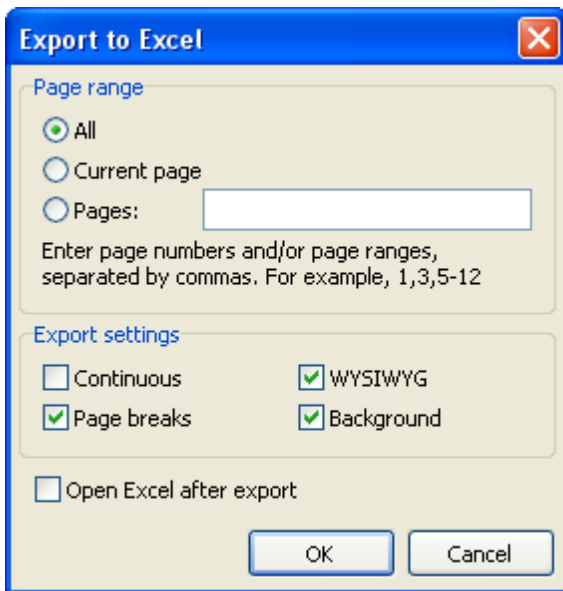 Export to Excel
Page range
All
Current page
Pages:
Enter page numbers and/or page ranges,
separated by commas. For example, 1,3,5-12
Export settings
Continuous
WYSIWYG
Page breaks
Background
Open Excel after export
OK
Cancel